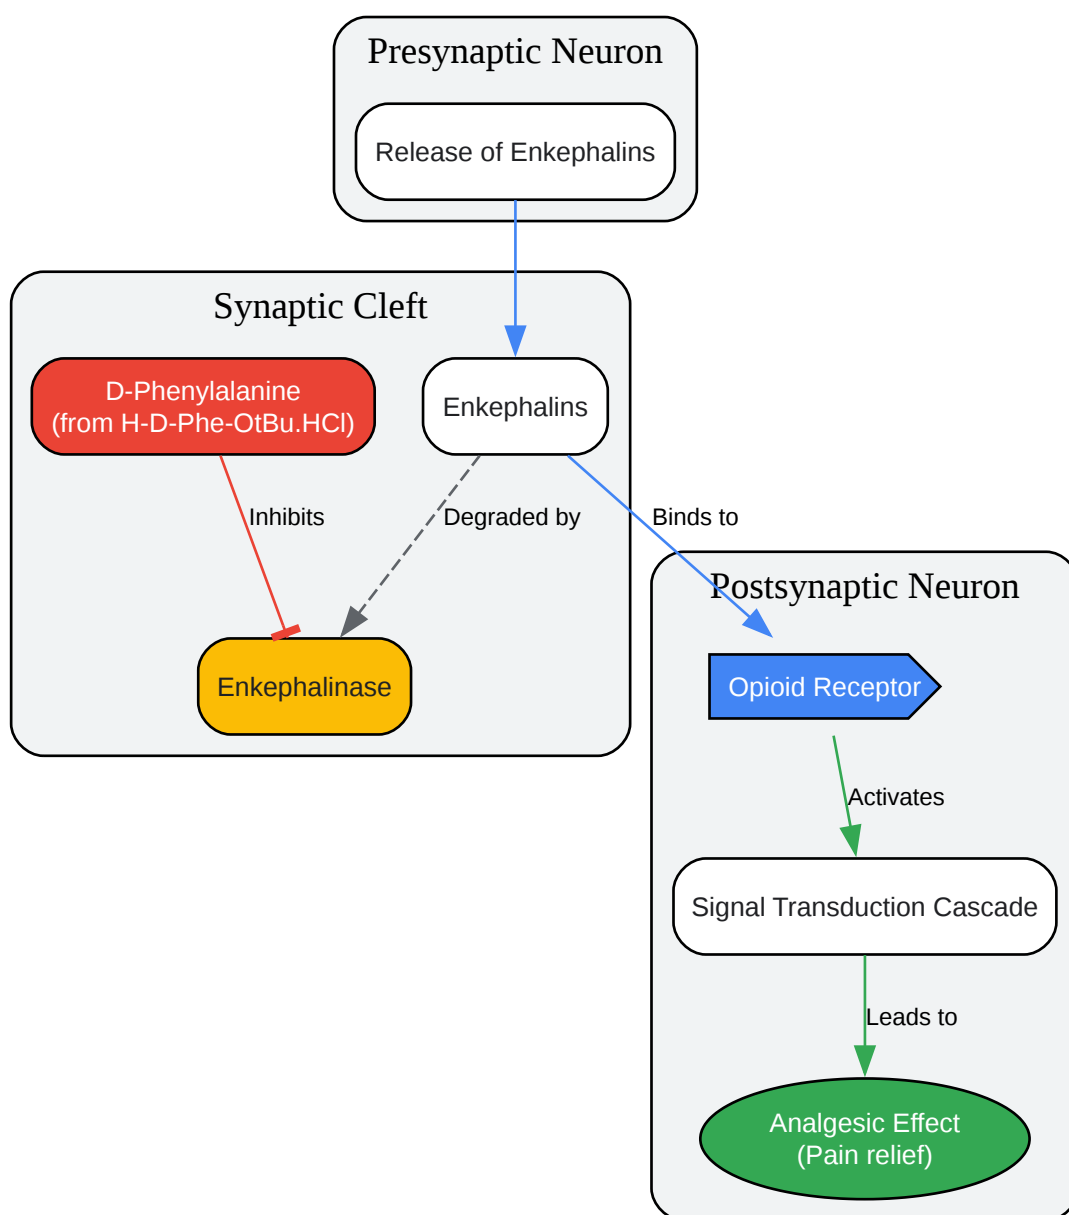 Presynaptic Neuron
Release of Enkephalins
Synaptic Cleft
D-Phenylalanine
(from H-D-Phe-OtBu.HCl)
Enkephalins
Inhibits
Degraded by
Binds to
Enkephalinase
Postsynaptic Neuron
Opioid Receptor
Activates
Signal Transduction Cascade
Leads to
Analgesic Effect
(Pain relief)